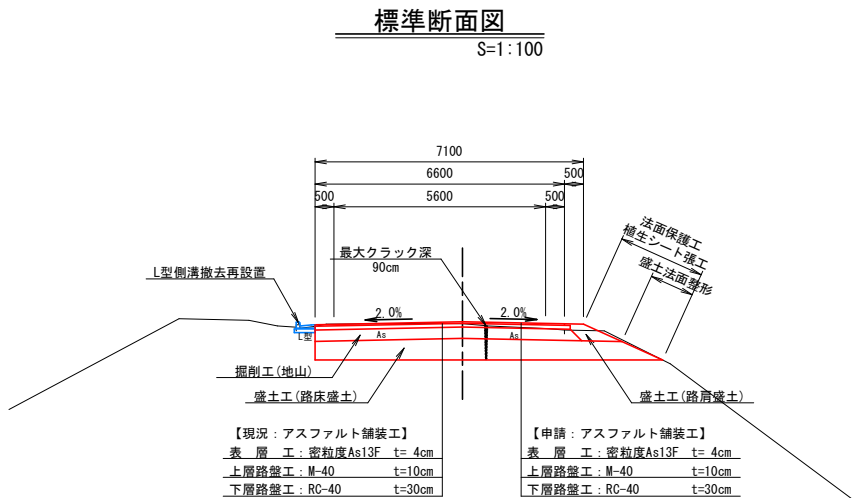 標準断面図
S=1:100
7100
6600
500
500
5600
500
法面保護工
植生シート張工
盛土法面整形
最大クラック深
90cm
L型側溝撤去再設置
2.0%
2.0%
L型
As
As
掘削工(地山)
盛土工(路床盛土)
盛土工(路肩盛土)
【現況：アスファルト舗装工】
表　層　工：密粒度As13F　t= 4cm
上層路盤工：M-40　t=10cm
下層路盤工：RC-40　t=30cm
【申請：アスファルト舗装工】
表　層　工：密粒度As13F　t= 4cm
上層路盤工：M-40　t=10cm
下層路盤工：RC-40　t=30cm